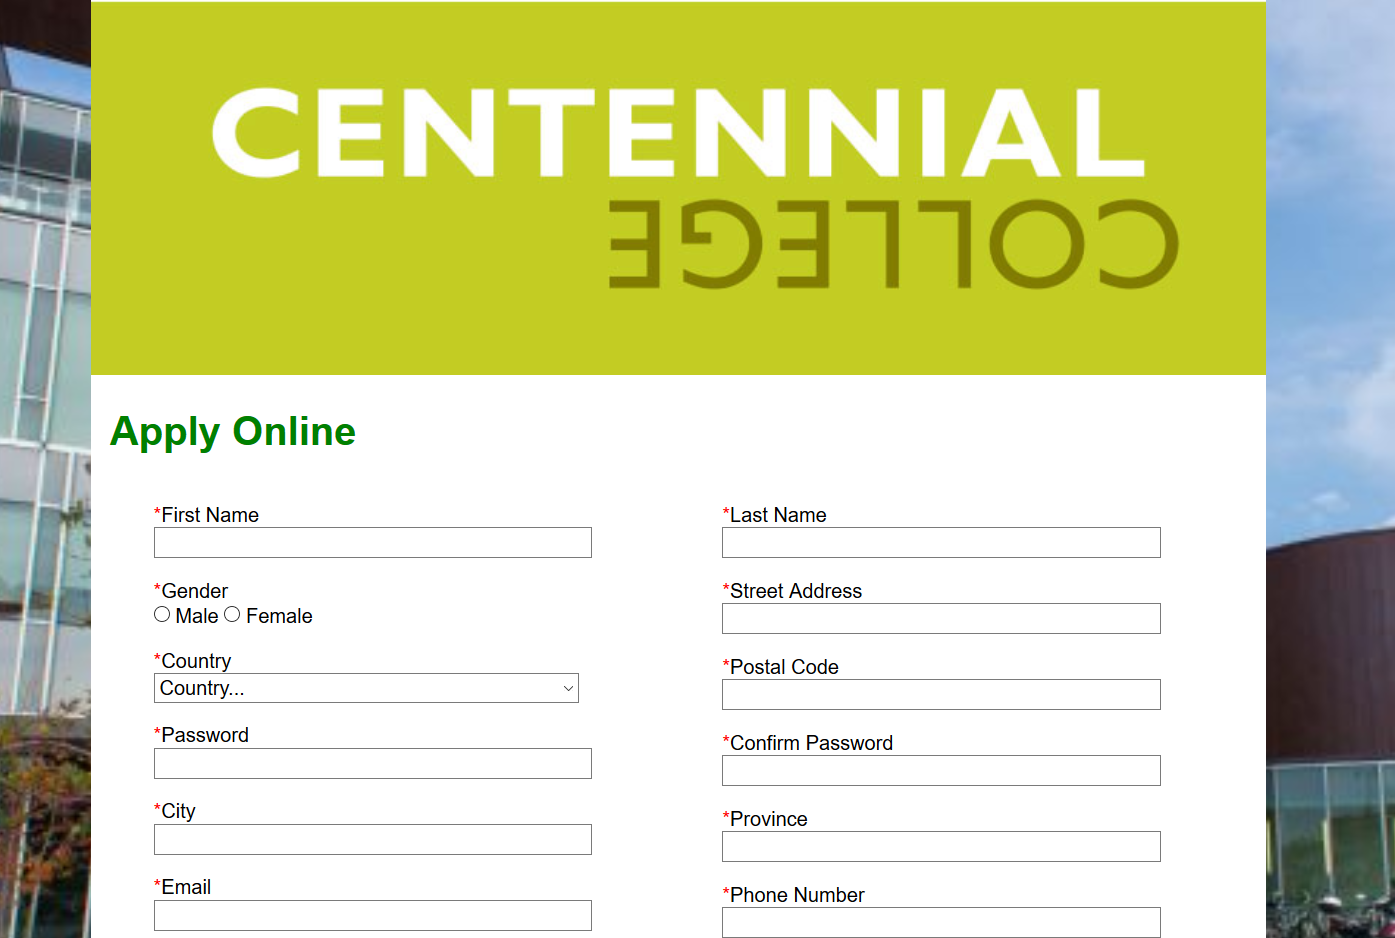 CENTENNIAL
COLLEGE
Apply Online
*First Name
*Last Name
*Gender
Male Female
*Street Address
*Country
Country...
*Postal Code
*Password
*Confirm Password
*City
*Province
*Email
*Phone Number